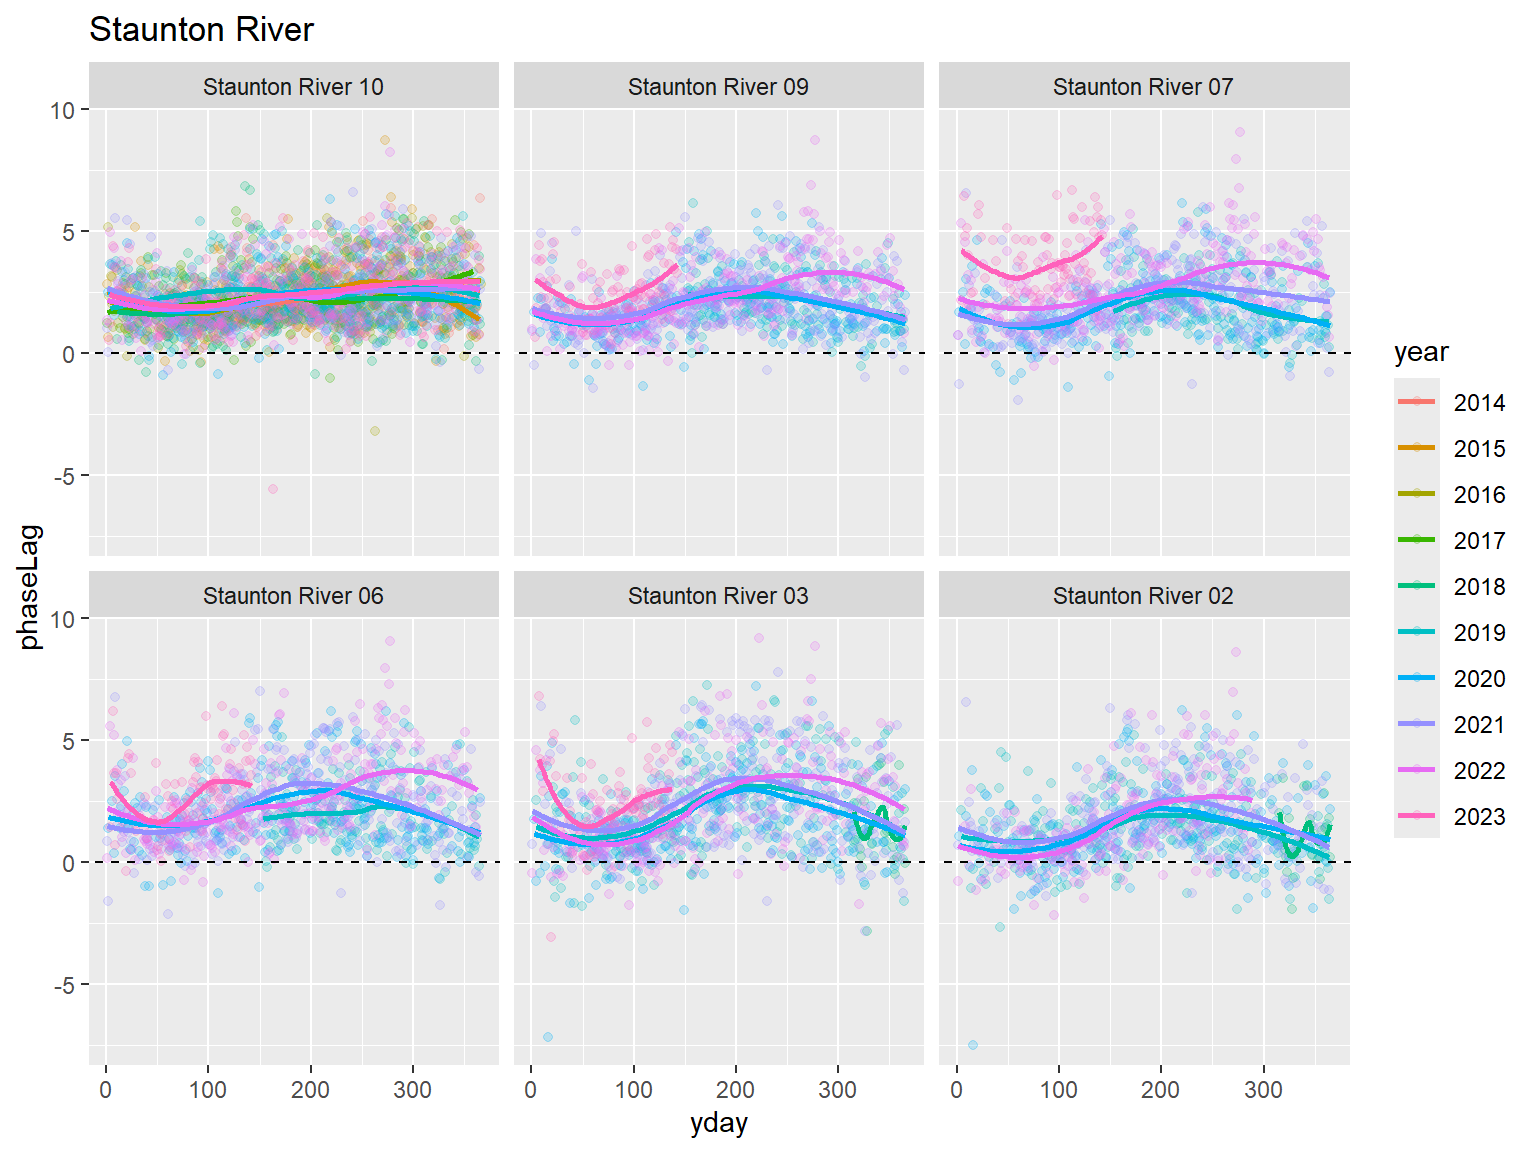 Staunton River
Staunton River 10
Staunton River 09
Staunton River 07
10
5
0
-5
Staunton River 06
Staunton River 03
Staunton River 02
10
5
0
-5
phaseLag
0 100 200 300
0 100 200 300
0 100 200 300
yday
year
2014
2015
2016
2017
2018
2019
2020
2021
2022
2023